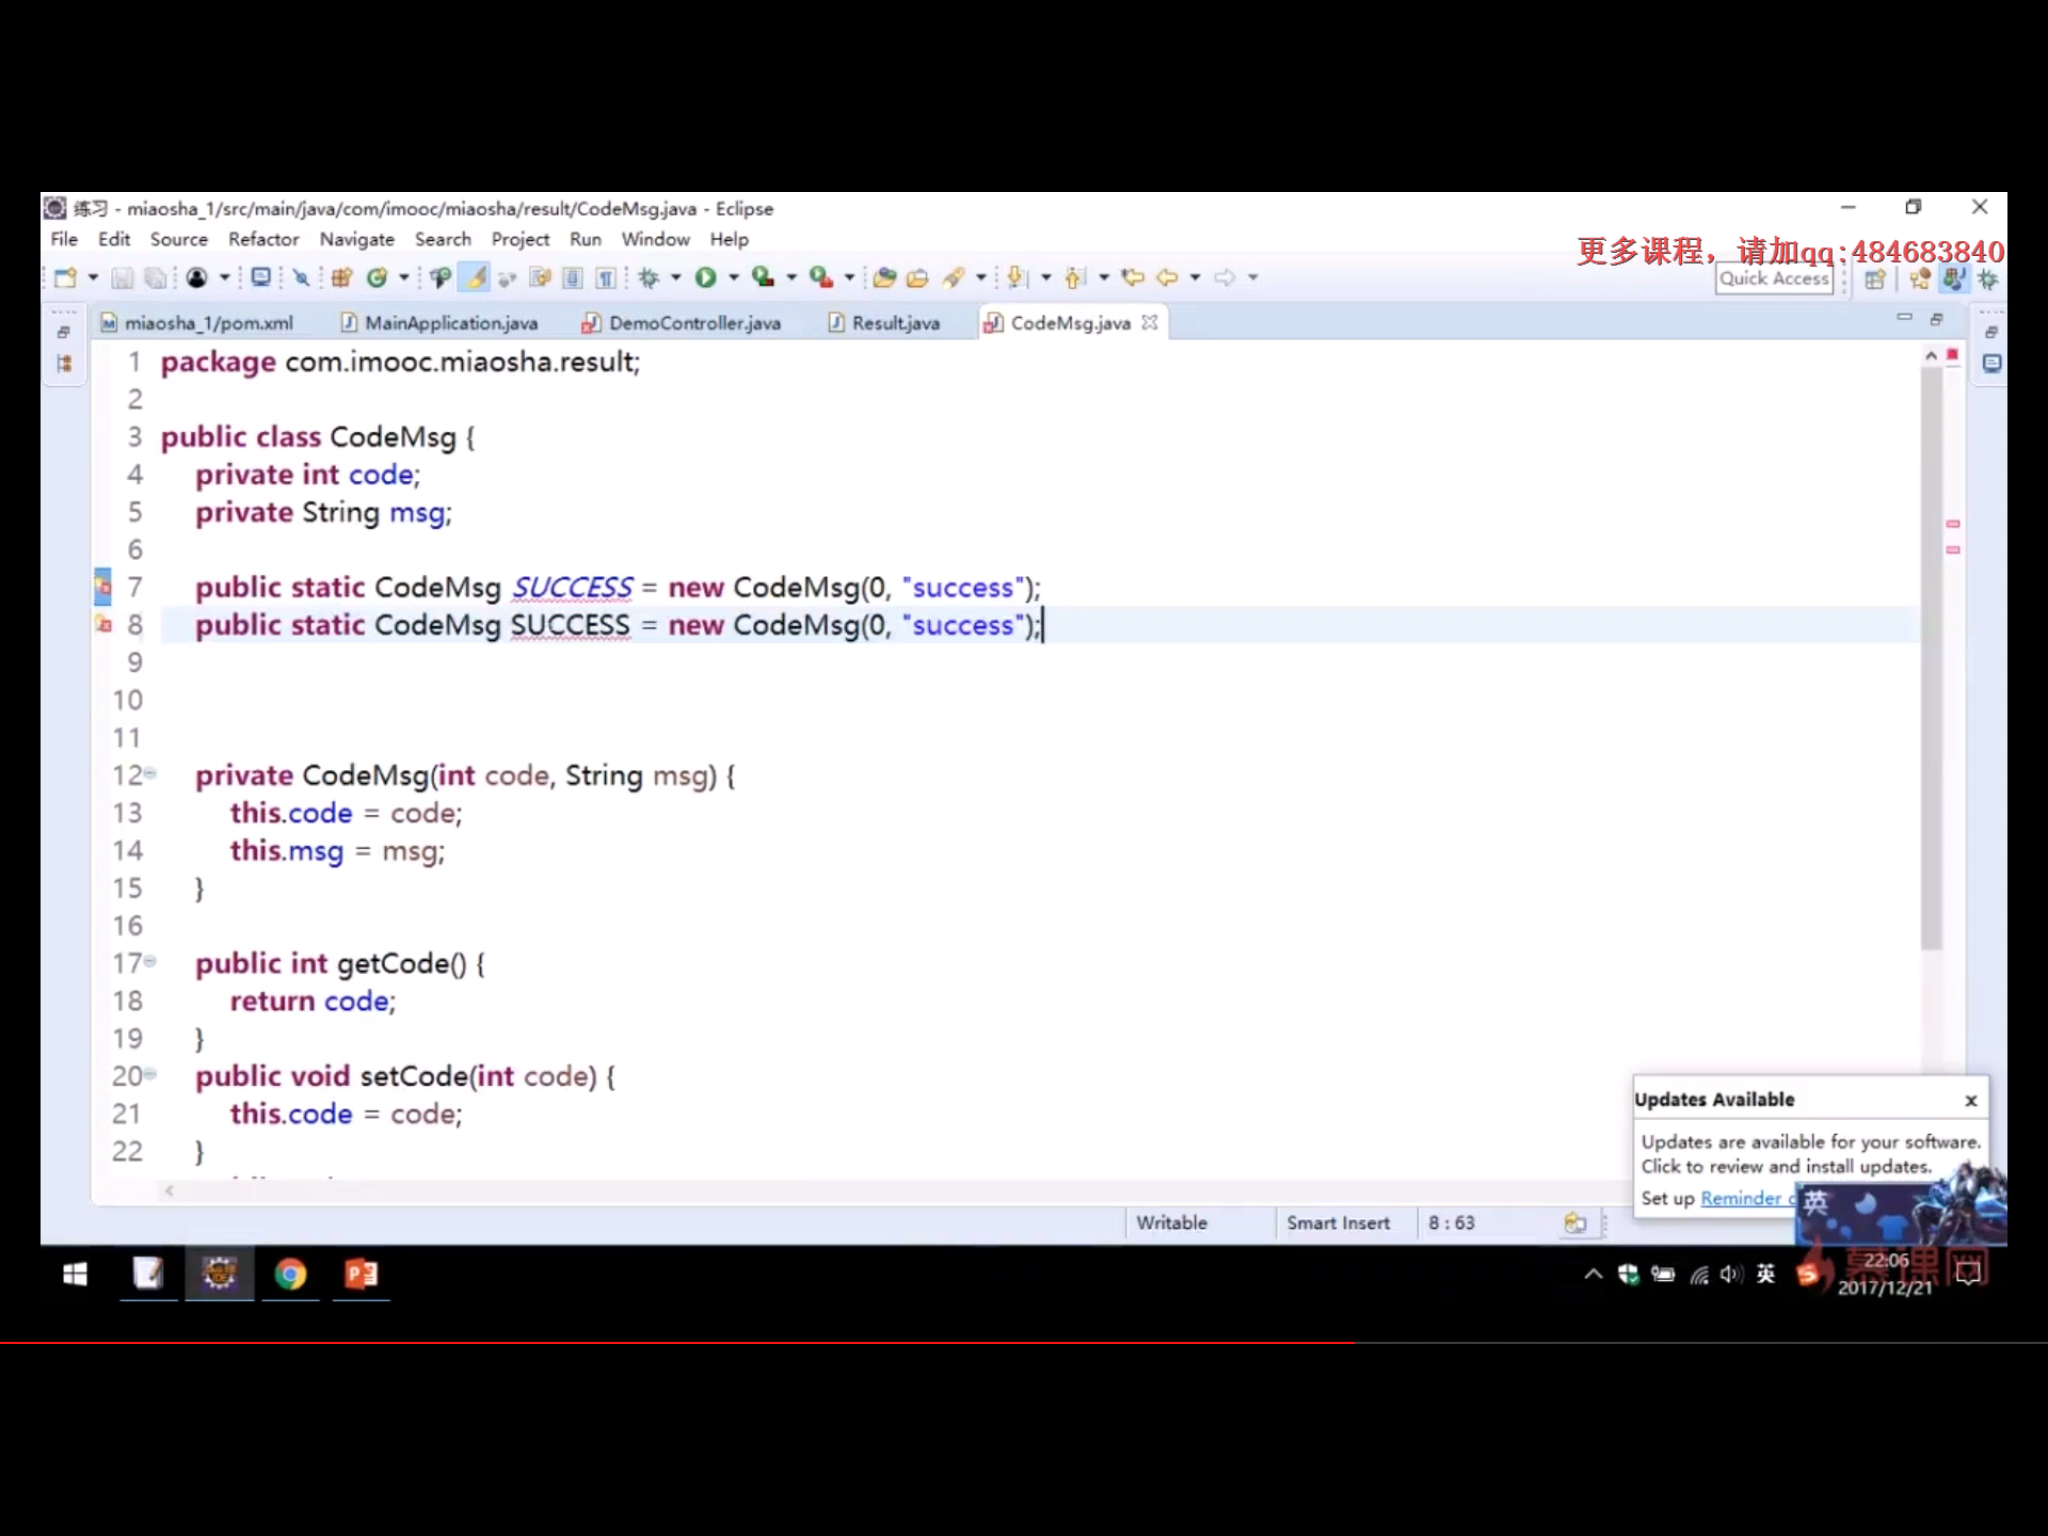 练习 - miaosha_1/src/main/java/com/imooc/miaosha/result/CodeMsg.java - Eclipse
File Edit Source Refactor Navigate Search Project Run Window Help
更多课程，请加qq:484683840
Quick Access
miaosha_1/pom.xml MainApplication.java DemoController.java Result.java CodeMsg.java
1 package com.imooc.miaosha.result;
2
3 public class CodeMsg {
4 private int code;
5 private String msg;
6
7 public static CodeMsg SUCCESS = new CodeMsg(0, "success");
8 public static CodeMsg SUCCESS = new CodeMsg(0, "success");
9
10
11
12 private CodeMsg(int code, String msg) {
13 this.code = code;
14 this.msg = msg;
15 }
16
17 public int getCode() {
18 return code;
19 }
20 public void setCode(int code) {
21 this.code = code;
22 }
Updates Available
Updates are available for your software.
Click to review and install updates.
Set up Reminder
英
Writable Smart Insert 8 : 63
英
慕课网
22:06
2017/12/21